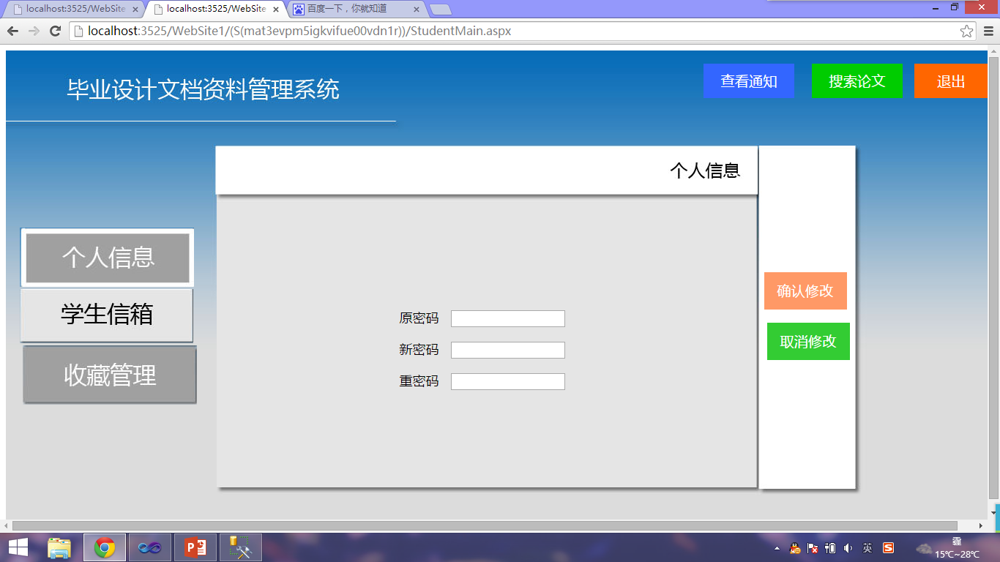 localhost:3525/WebSite
localhost:3525/WebSite
百度一下，你就知道
localhost:3525/WebSite1/(S(mat3evpm5igkvifue00vdn1r))/StudentMain.aspx
毕业设计文档资料管理系统
查看通知
搜索论文
退出
个人信息
个人信息
学生信箱
收藏管理
原密码
新密码
重密码
确认修改
取消修改
英
霾
15℃~28℃